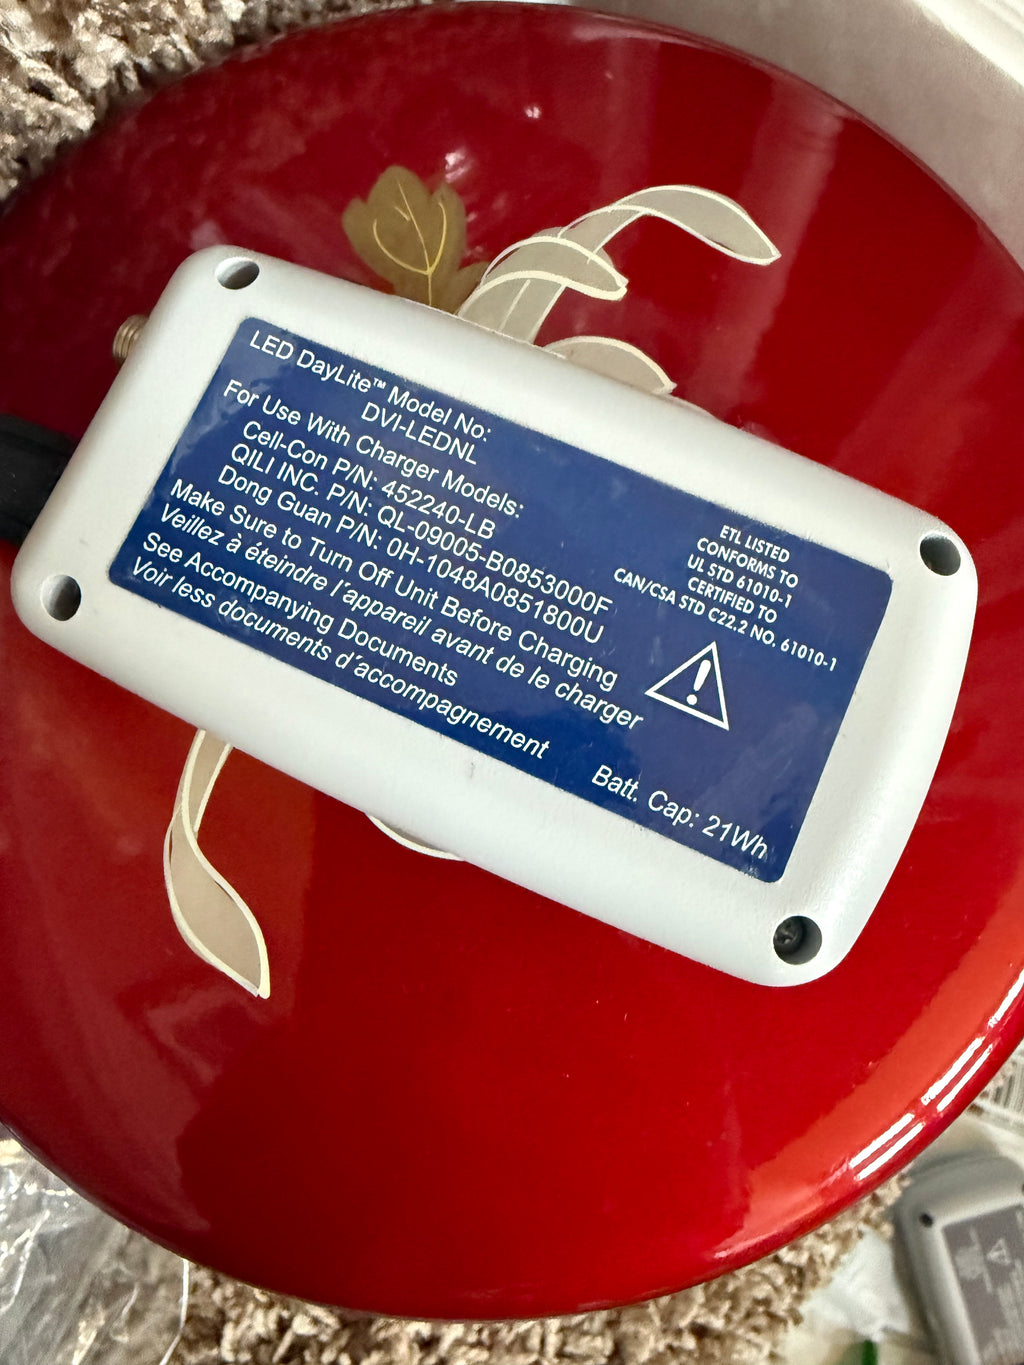 LED DayLite™ Model No:
DVI-LEDNL
For Use With Charger Models:
Cell-Con P/N: 452240-LB
QILI INC. P/N: QL-09005-B0853000F
Dong Guan P/N: 0H-1048A0851800U
Make Sure to Turn Off Unit Before Charging
Veillez à éteindre l'appareil avant de le charger
See Accompanying Documents
Voir less documents d'accompagnement
ETL LISTED
CONFORMS TO
UL STD 61010-1
CERTIFIED TO
CAN/CSA STD C22.2 NO. 61010-1
Batt. Cap: 21Wh